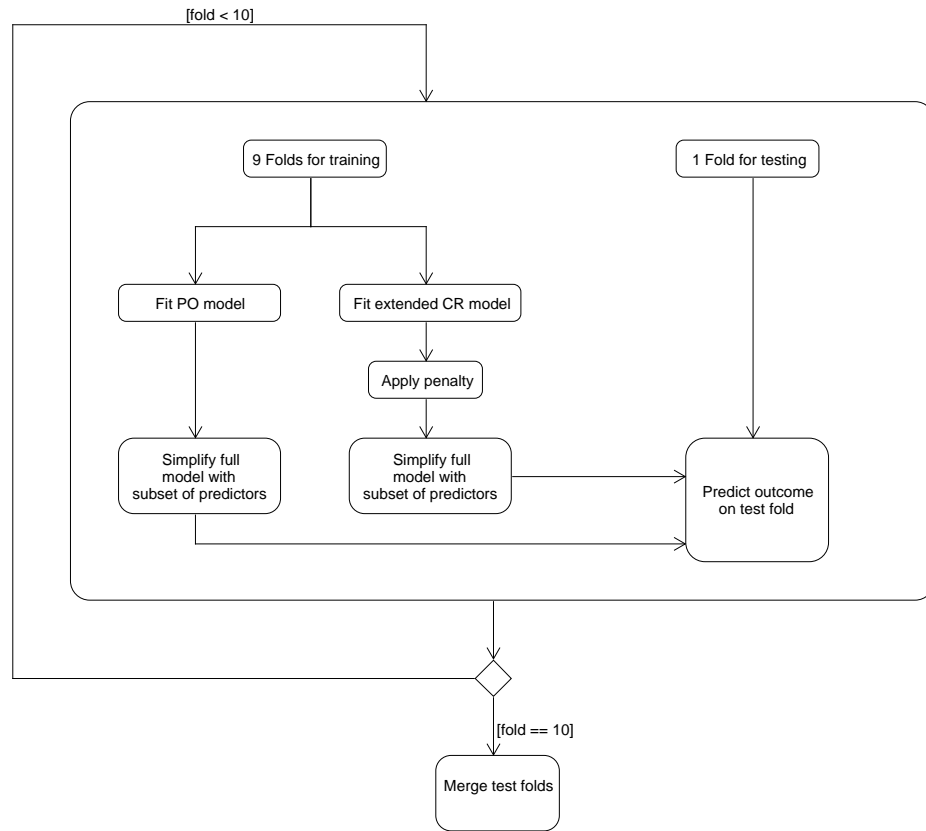 [fold < 10]
9 Folds for training
1 Fold for testing
Fit PO model
Fit extended CR model
Apply penalty
Simplify full
model with
subset of predictors
Simplify full
model with
subset of predictors
Predict outcome
on test fold
[fold == 10]
Merge test folds